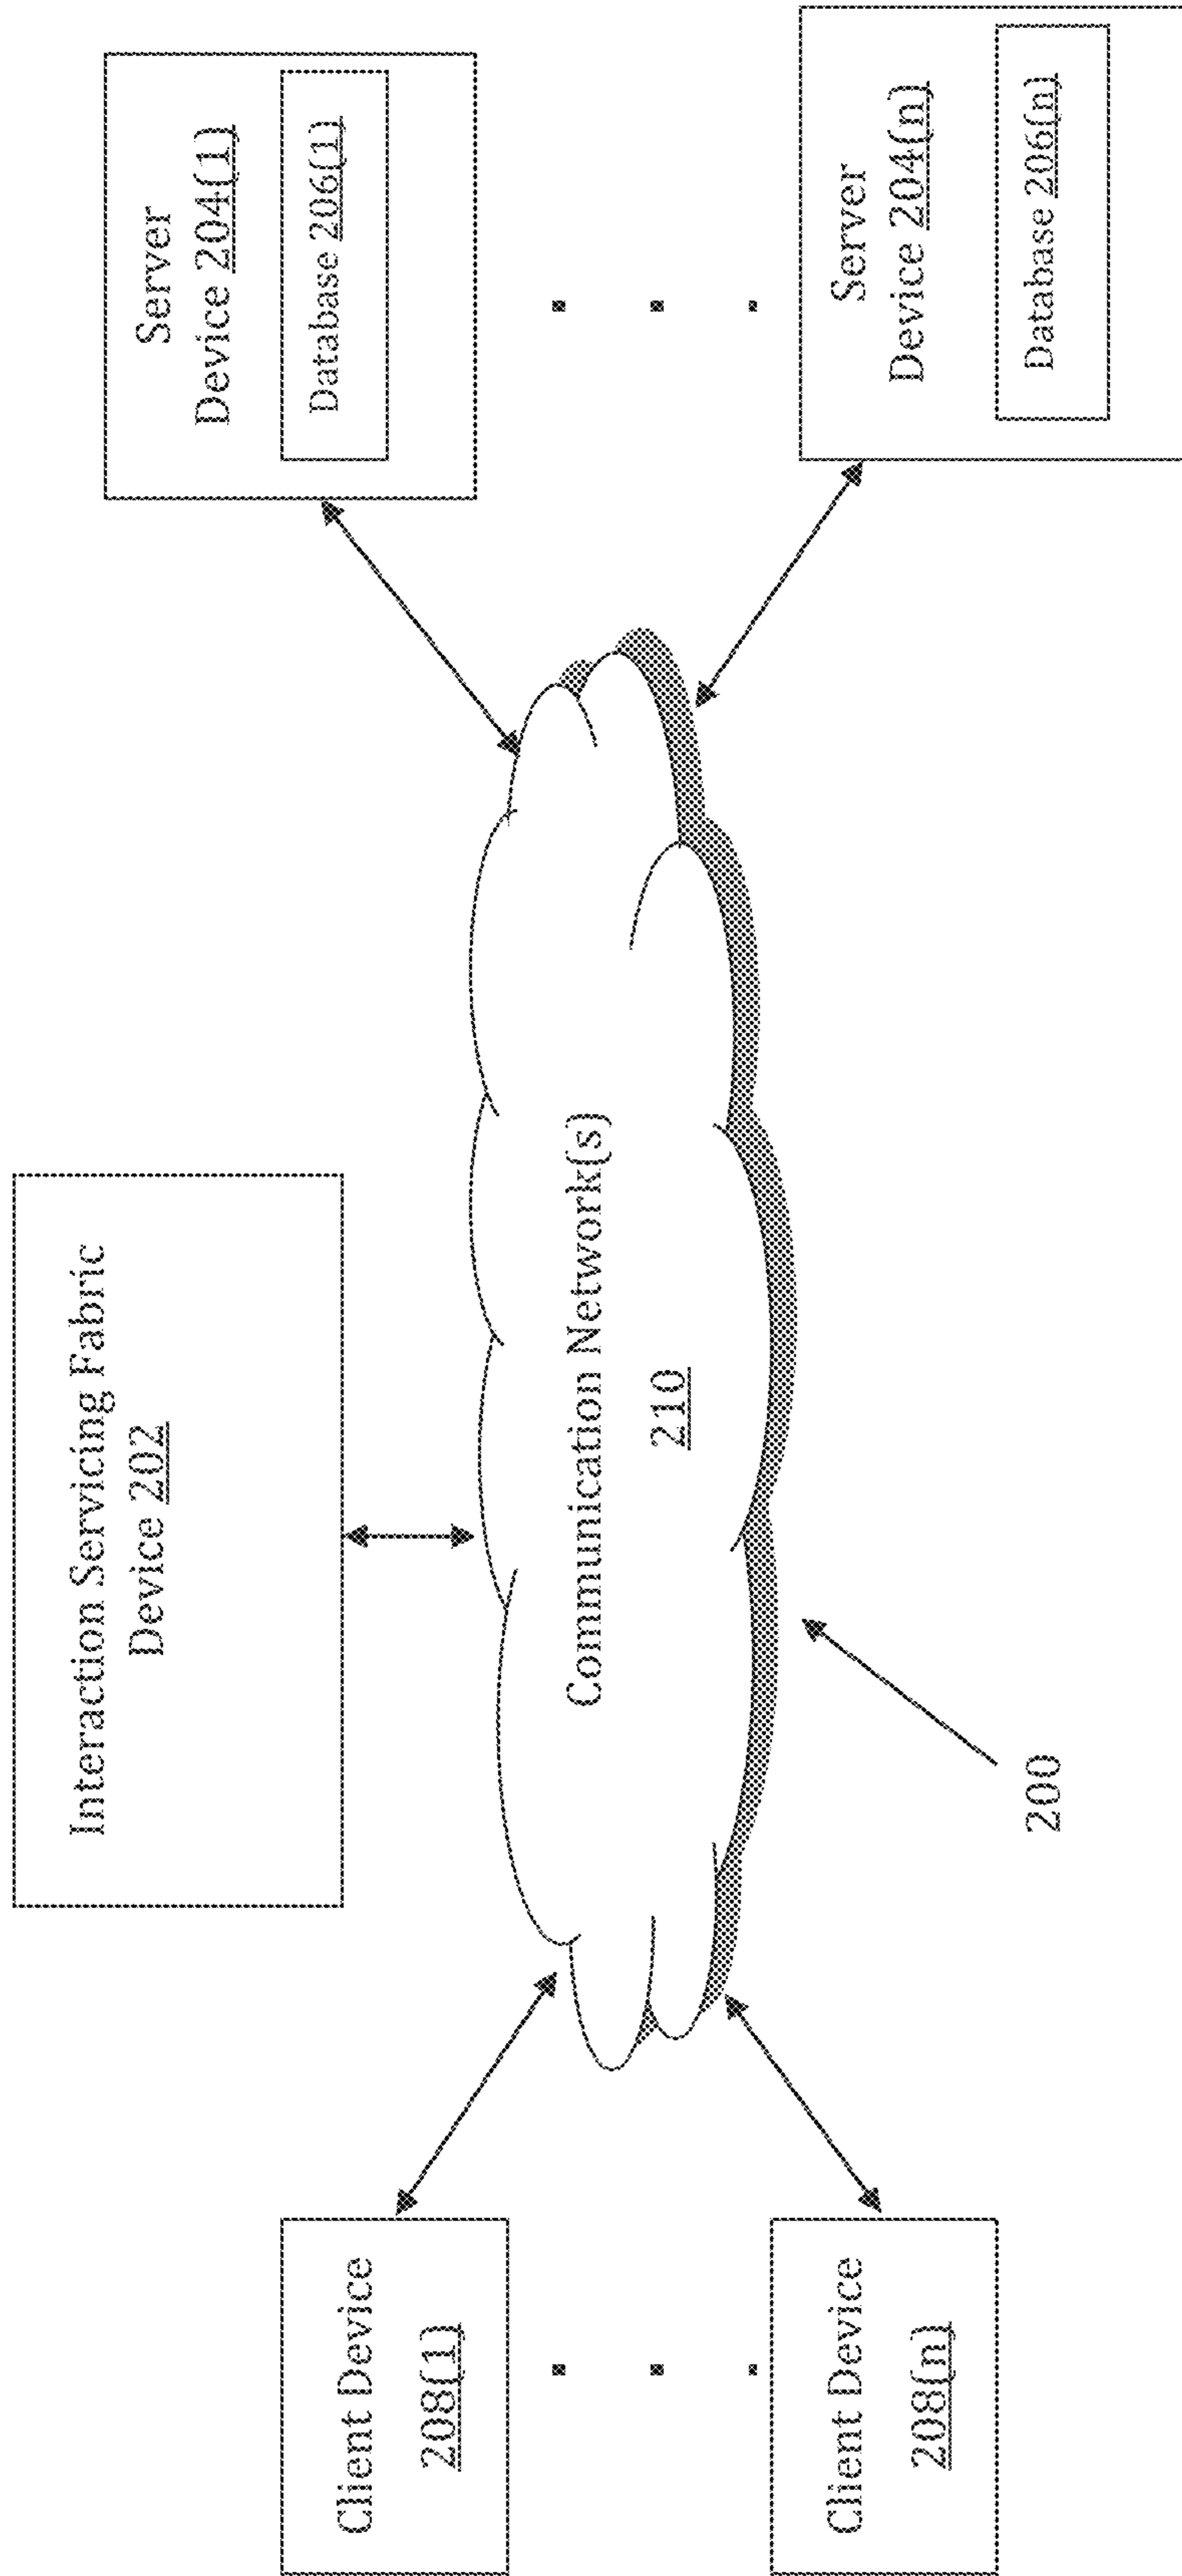 Interaction Servicing Fabric
Device 202
Server
Device 204(1)
Database 206(1)
Client Device
208(1)
Communication Network(s)
210
Client Device
208(n)
Server
Device 204(n)
Database 206(n)
200